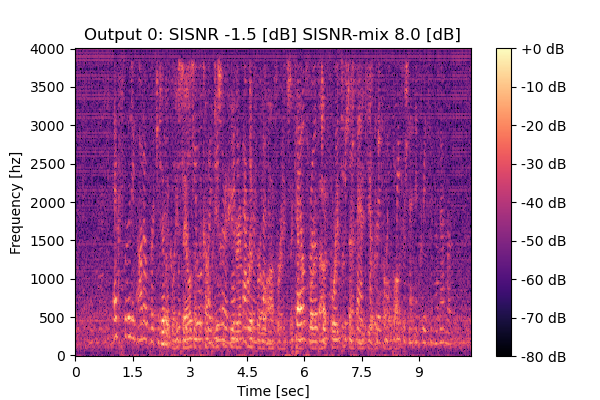 Output 0: SISNR -1.5 [dB] SISNR-mix 8.0 [dB]
4000
3500
3000
2500
2000
1500
1000
500
0
Frequency [hz]
0 1.5 3 4.5 6 7.5 9
Time [sec]
+0 dB
-10 dB
-20 dB
-30 dB
-40 dB
-50 dB
-60 dB
-70 dB
-80 dB